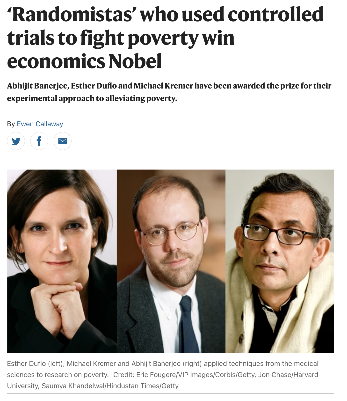 ‘Randomistas’ who used controlled
trials to fight poverty win
economics Nobel
Abhijit Banerjee, Esther Duflo and Michael Kremer have been awarded the prize for their
experimental approach to alleviating poverty.
By Ewen Callaway
Esther Duflo (left), Michael Kremer and Abhijit Banerjee (right) applied techniques from the medical
sciences to research on poverty. Credit: Eric Fougere/VIP Images/Corbis/Getty, Jon Chase/Harvard
University, Saumya Khandelwal/Hindustan Times/Getty